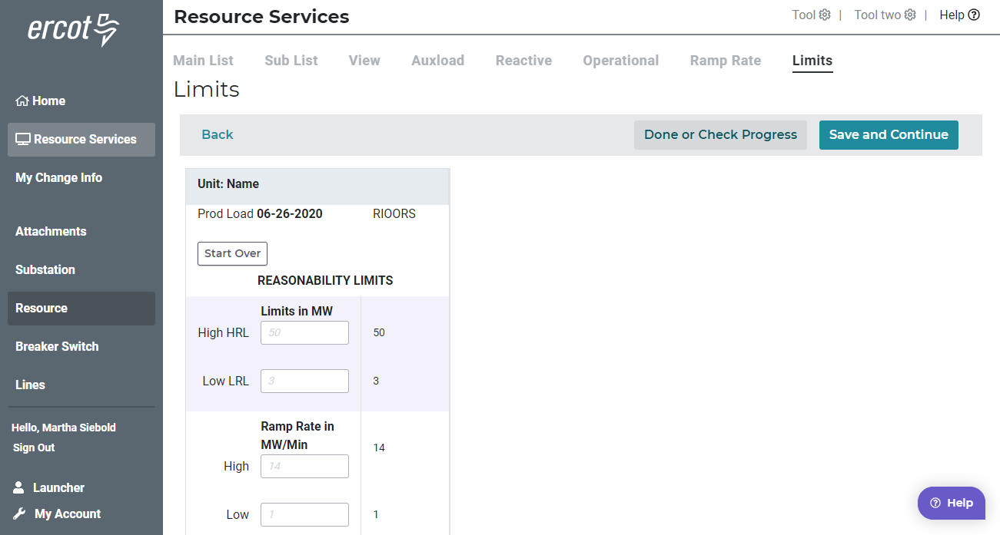 ercot
Resource Services
Tool | Tool two | Help
Main List Sub List View Auxload Reactive Operational Ramp Rate Limits
Limits
Back Done or Check Progress Save and Continue
Home
Resource Services
My Change Info
Attachments
Substation
Resource
Breaker Switch
Lines
Hello, Martha Siebold
Sign Out
Launcher
My Account
Unit: Name
Prod Load 06-26-2020 RIOORS
Start Over
REASONABILITY LIMITS
Limits in MW
High HRL 50 50
Low LRL 3 3
Ramp Rate in
MW/Min
14
High 14
Low 1 1
Help